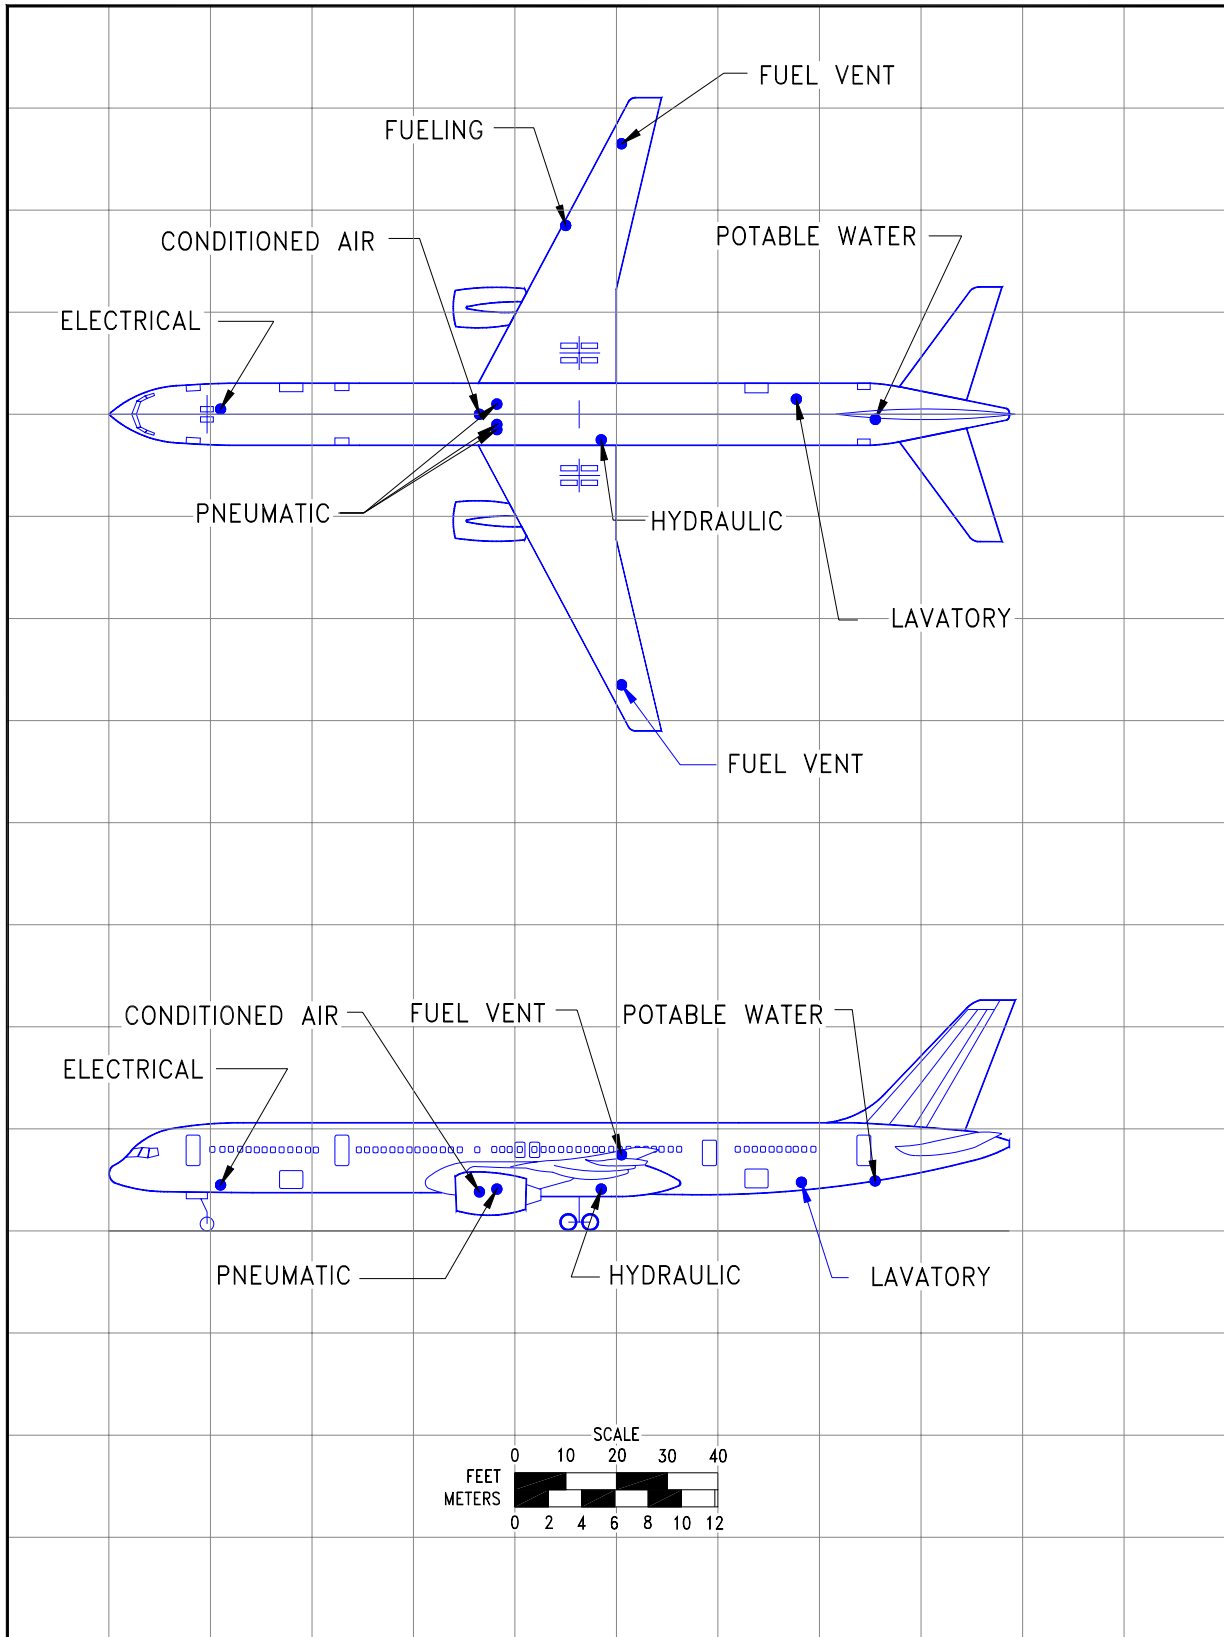 FUEL VENT
FUELING
CONDITIONED AIR
POTABLE WATER
ELECTRICAL
PNEUMATIC
HYDRAULIC
LAVATORY
FUEL VENT
CONDITIONED AIR
FUEL VENT
POTABLE WATER
ELECTRICAL
PNEUMATIC
HYDRAULIC
LAVATORY
SCALE
0 10 20 30 40
FEET
METERS
0 2 4 6 8 10 12